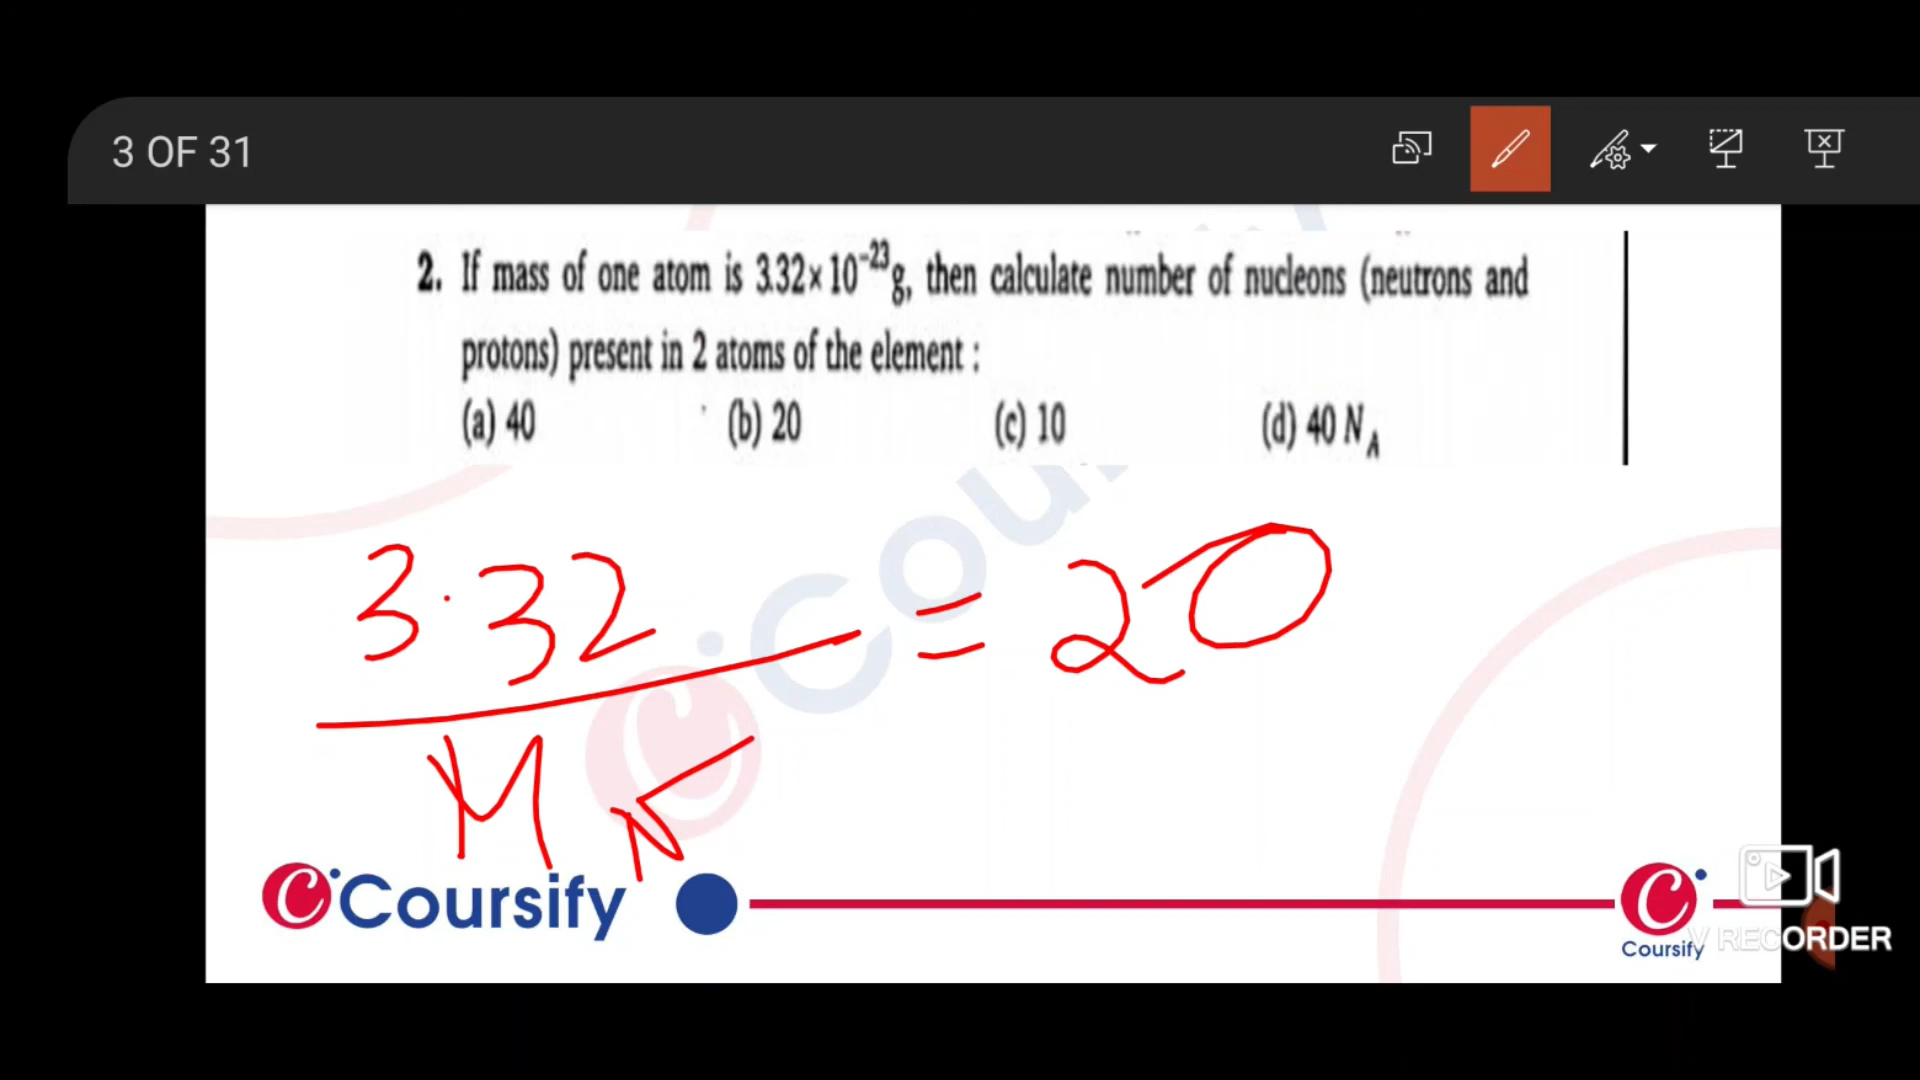 3 OF 31
2. If mass of one atom is 3.32×10⁻²³g, then calculate number of nucleons (neutrons and
protons) present in 2 atoms of the element :
(a) 40 (b) 20 (c) 10 (d) 40 N_A
Cour
3.32 = 20
M N
Coursify
Coursify
V RECORDER